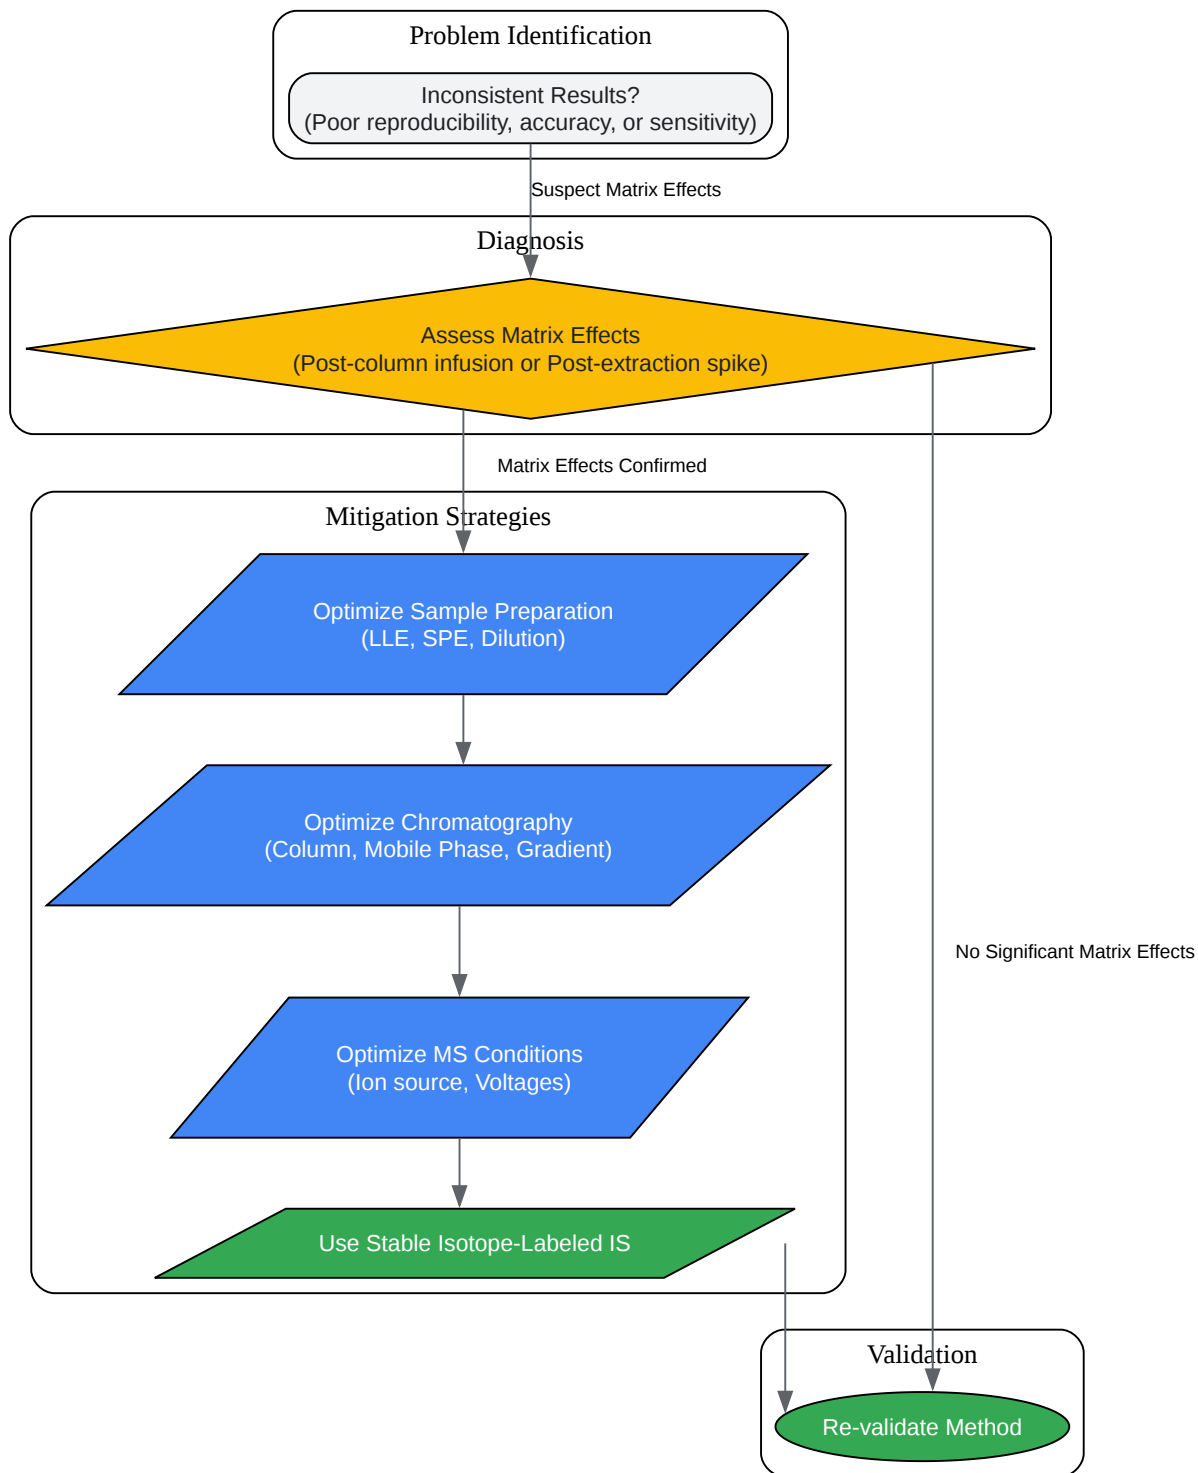 Problem Identification
Inconsistent Results?
(Poor reproducibility, accuracy, or sensitivity)
Suspect Matrix Effects
Diagnosis
Assess Matrix Effects
(Post-column infusion or Post-extraction spike)
Matrix Effects Confirmed
Mitigation Strategies
Optimize Sample Preparation
(LLE, SPE, Dilution)
Optimize Chromatography
(Column, Mobile Phase, Gradient)
No Significant Matrix Effects
Optimize MS Conditions
(Ion source, Voltages)
Use Stable Isotope-Labeled IS
Validation
Re-validate Method